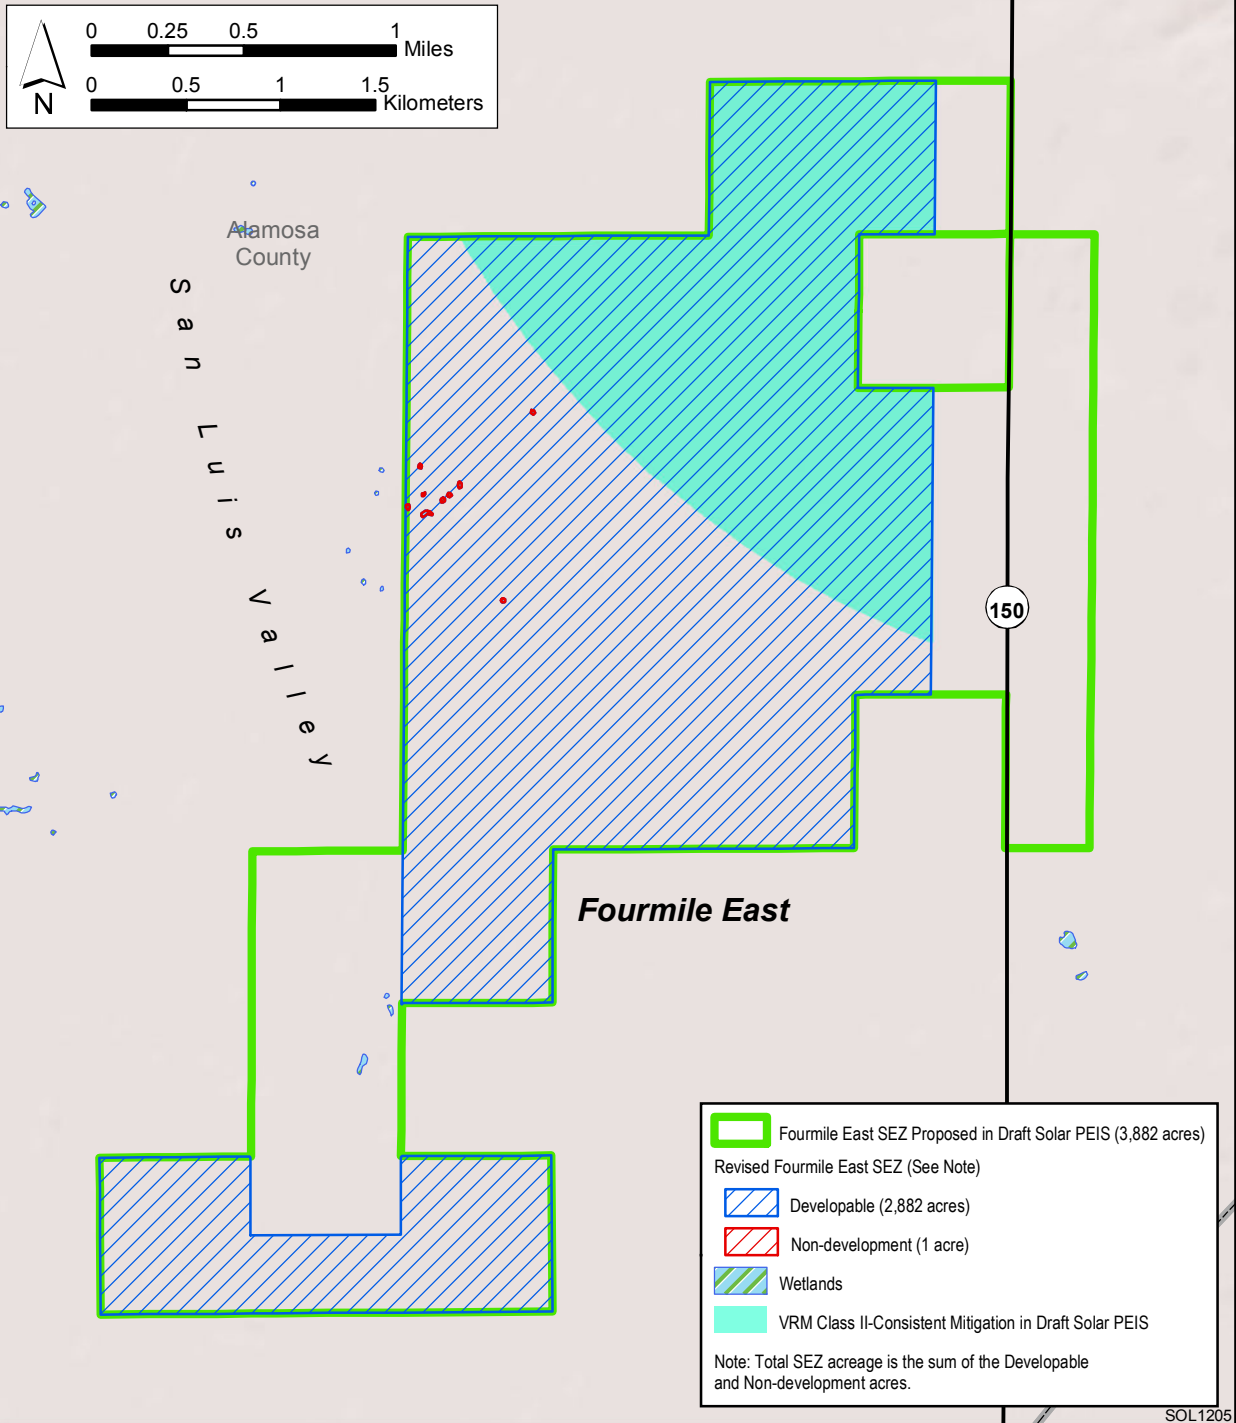 0 0.25 0.5 1
Miles
0 0.5 1 1.5
Kilometers
N
Alamosa
County
San Luis Valley
150
Fourmile East
Fourmile East SEZ Proposed in Draft Solar PEIS (3,882 acres)
Revised Fourmile East SEZ (See Note)
Developable (2,882 acres)
Non-development (1 acre)
Wetlands
VRM Class II-Consistent Mitigation in Draft Solar PEIS
Note: Total SEZ acreage is the sum of the Developable
and Non-development acres.
SOL1205